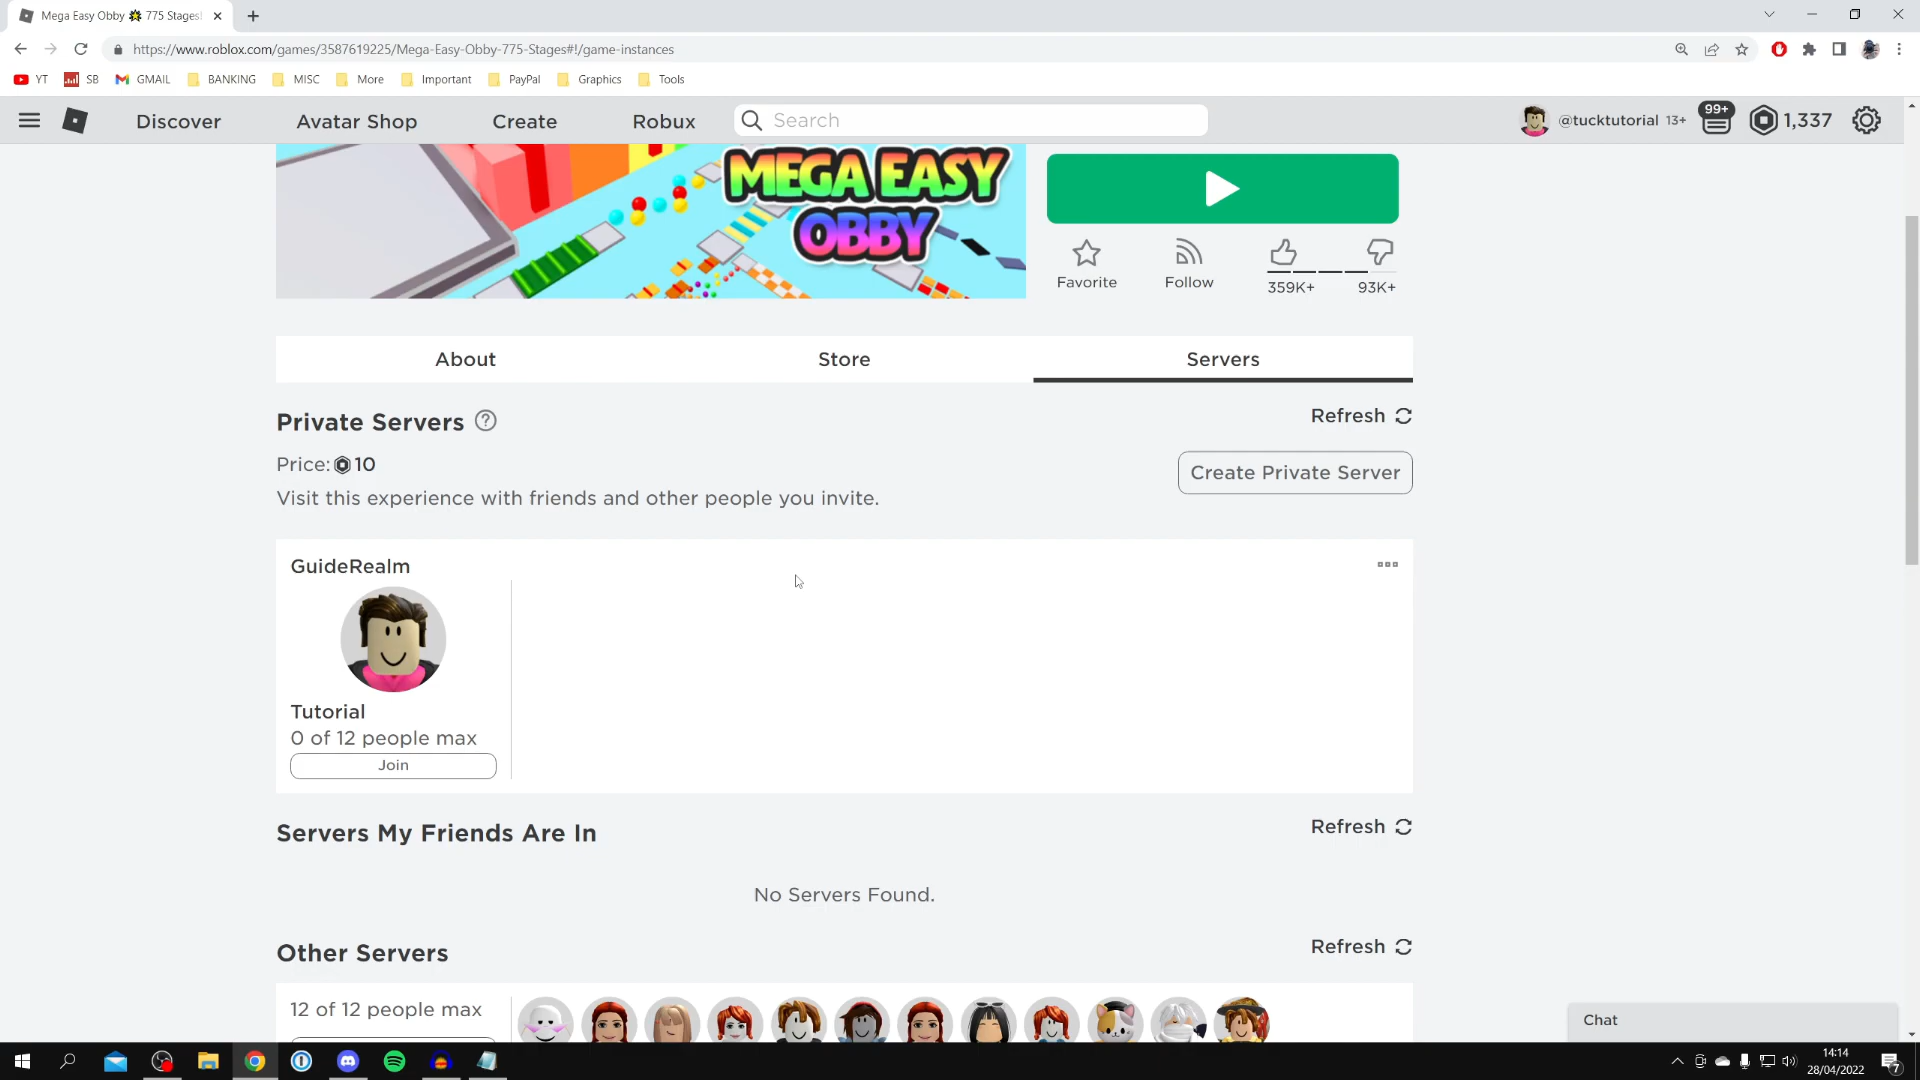 Mega Easy Obby 775 Stages!
https://www.roblox.com/games/3587619225/Mega-Easy-Obby-775-Stages#!/game-instances
YT SB GMAIL BANKING MISC More Important PayPal Graphics Tools
Discover Avatar Shop Create Robux Search @tucktutorial 13+ 99+ 1,337
MEGA EASY
OBBY
Favorite Follow 359K+ 93K+
About Store Servers
Private Servers ? Refresh
Price: 10
Create Private Server
Visit this experience with friends and other people you invite.
GuideRealm
Tutorial
0 of 12 people max
Join
Servers My Friends Are In Refresh
No Servers Found.
Other Servers Refresh
12 of 12 people max
Chat
14:14
28/04/2022
7